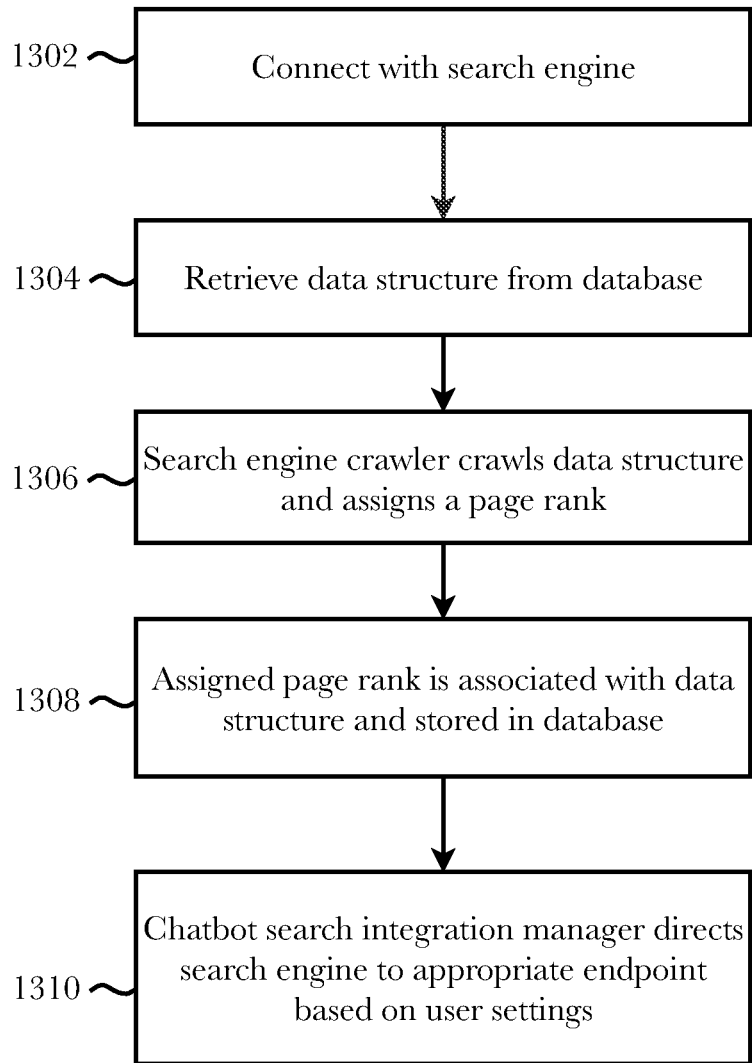 1302
Connect with search engine
1304
Retrieve data structure from database
1306
Search engine crawler crawls data structure
and assigns a page rank
1308
Assigned page rank is associated with data
structure and stored in database
1310
Chatbot search integration manager directs
search engine to appropriate endpoint
based on user settings